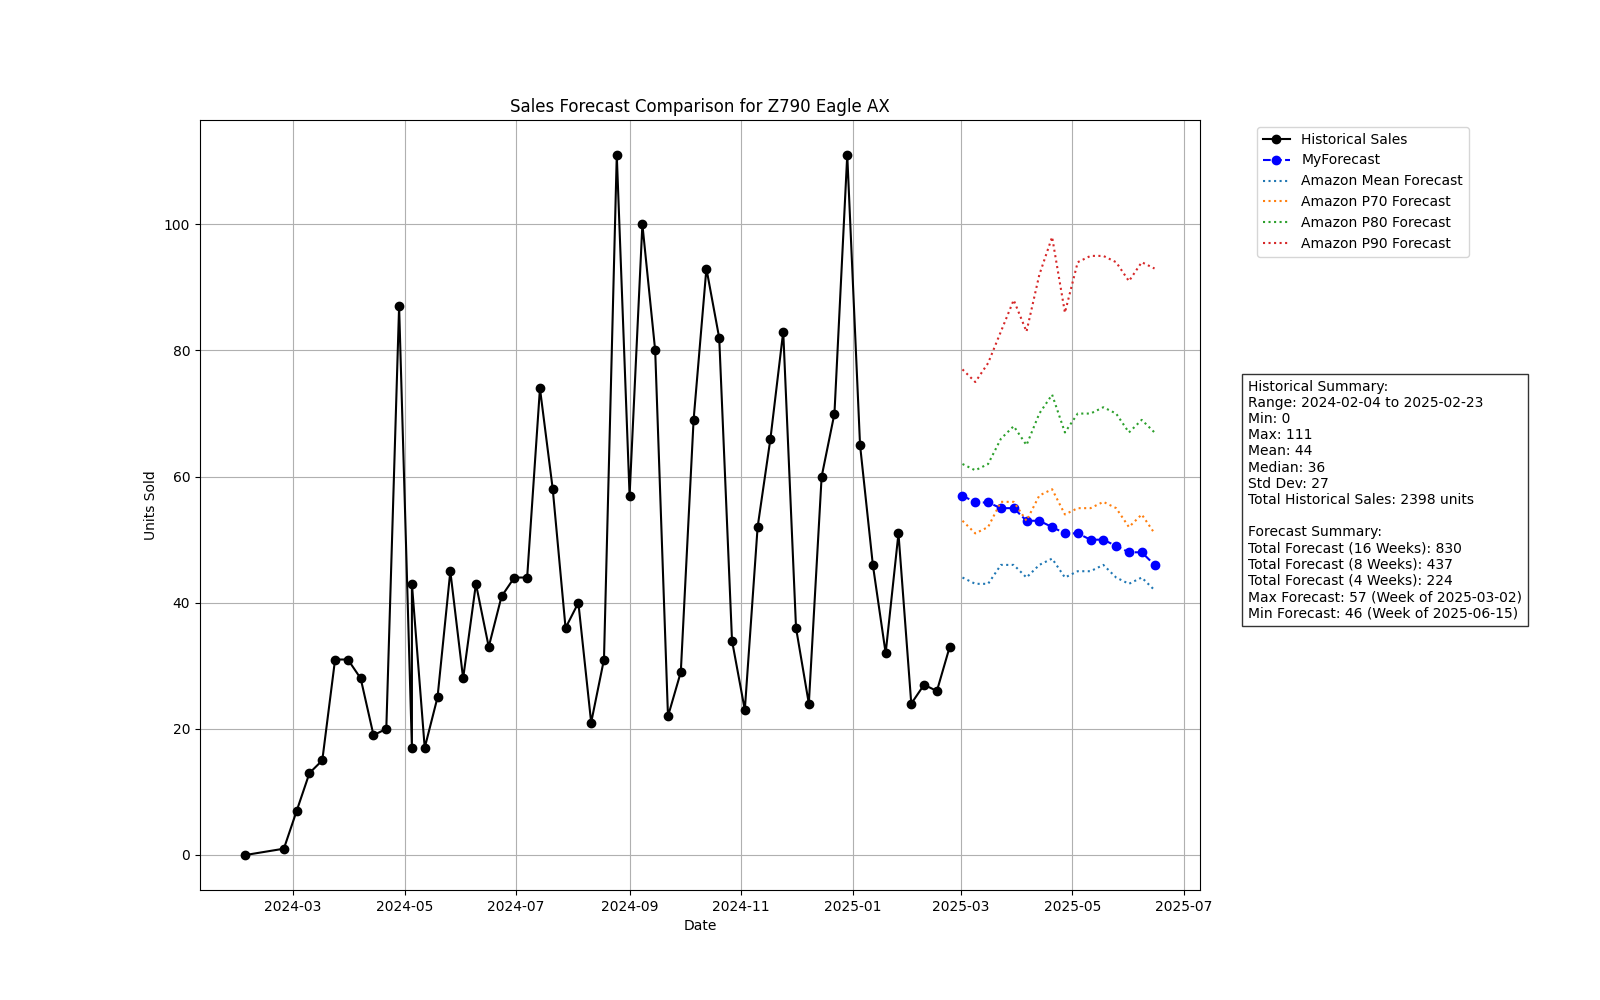 Sales Forecast Comparison for Z790 Eagle AX
Units Sold
100
80
60
40
20
0
2024-03
2024-05
2024-07
2024-09
2024-11
2025-01
2025-03
2025-05
2025-07
Date
Historical Sales
MyForecast
Amazon Mean Forecast
Amazon P70 Forecast
Amazon P80 Forecast
Amazon P90 Forecast
Historical Summary:
Range: 2024-02-04 to 2025-02-23
Min: 0
Max: 111
Mean: 44
Median: 36
Std Dev: 27
Total Historical Sales: 2398 units
Forecast Summary:
Total Forecast (16 Weeks): 830
Total Forecast (8 Weeks): 437
Total Forecast (4 Weeks): 224
Max Forecast: 57 (Week of 2025-03-02)
Min Forecast: 46 (Week of 2025-06-15)